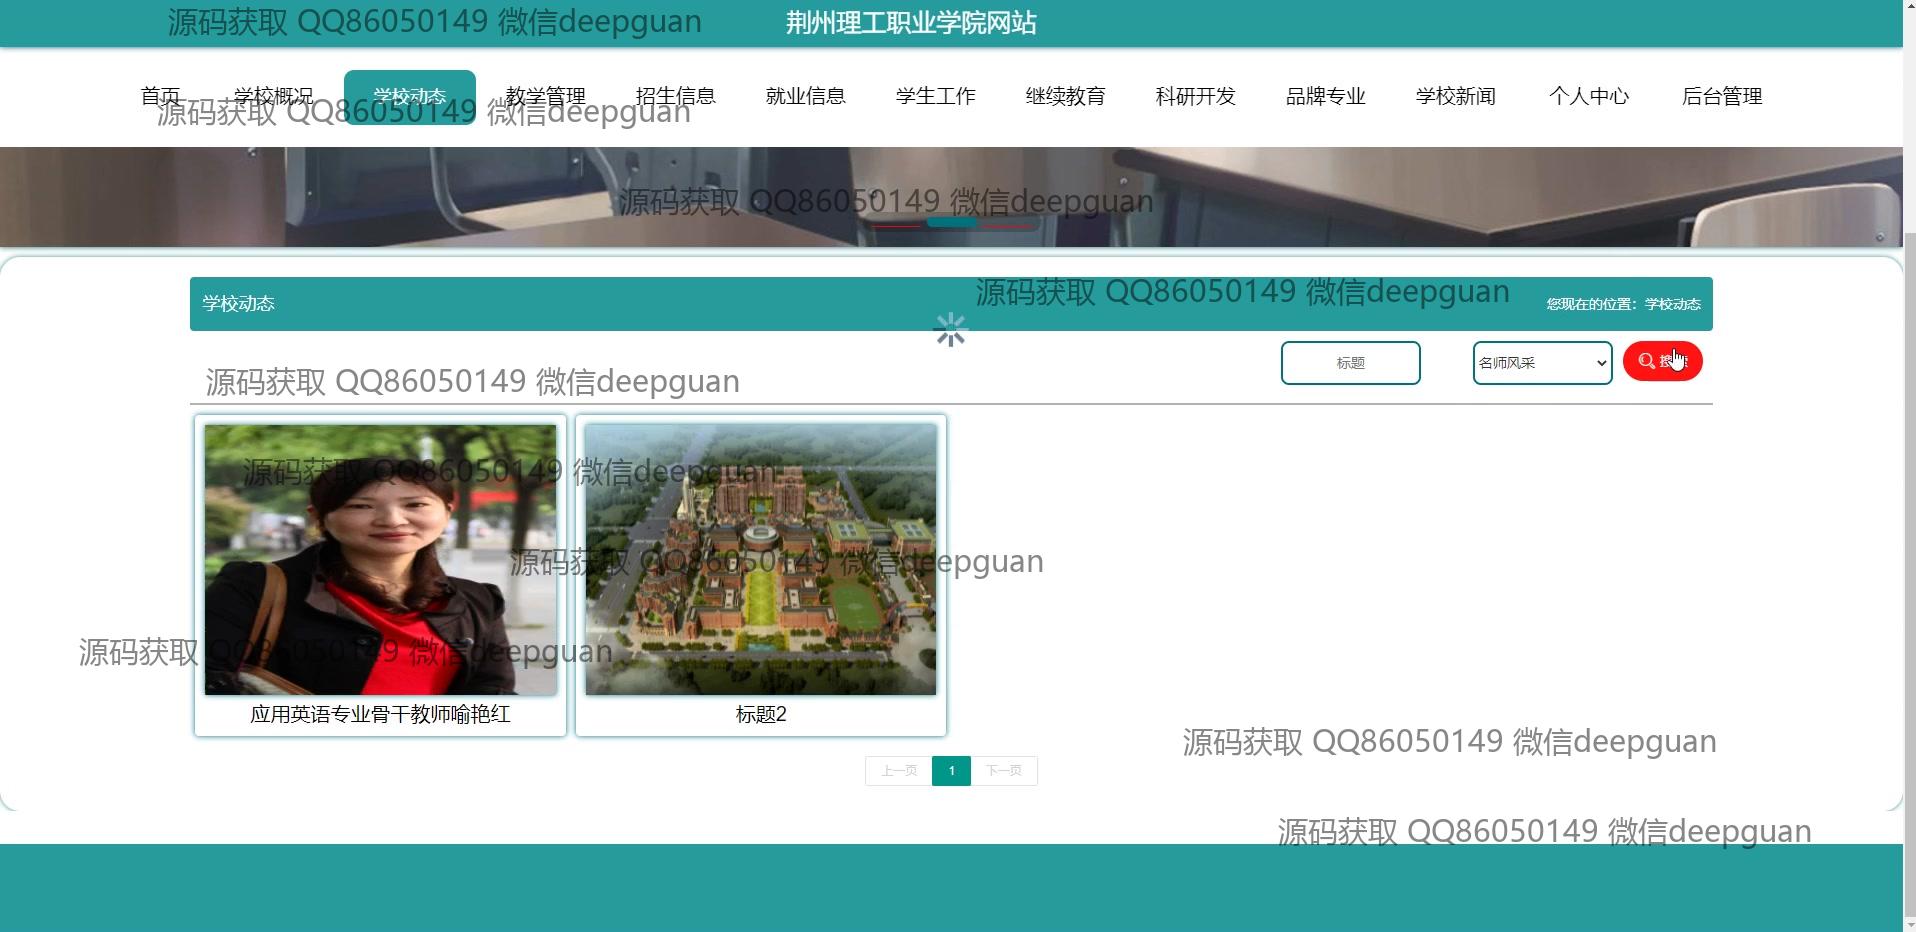 源码获取 QQ86050149 微信deepguan
荆州理工职业学院网站
首页 学校概况 学校动态 教学管理 招生信息 就业信息 学生工作 继续教育 科研开发 品牌专业 学校新闻 个人中心 后台管理
源码获取 QQ86050149 微信deepguan
源码获取 QQ86050149 微信deepguan
源码获取 QQ86050149 微信deepguan
学校动态
您现在的位置：学校动态
标题
名师风采
源码获取 QQ86050149 微信deepguan
源码获取 QQ86050149 微信deepguan
源码获取 QQ86050149 微信deepguan
源码获取 QQ86050149 微信deepguan
应用英语专业骨干教师喻艳红
标题2
源码获取 QQ86050149 微信deepguan
上一页 1 下一页
源码获取 QQ86050149 微信deepguan